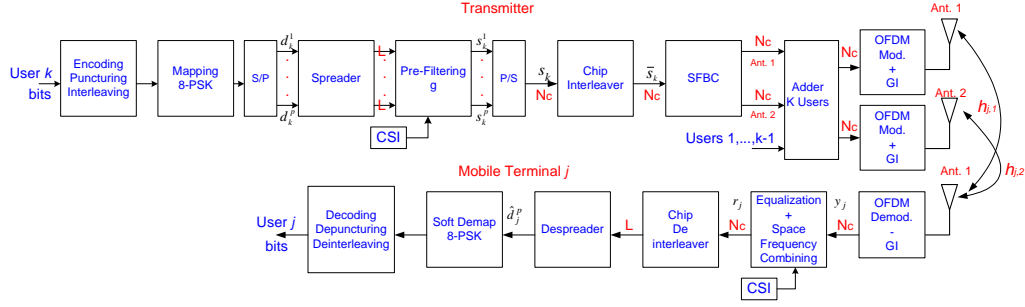 Transmitter
User k
bits
Encoding
Puncturing
Interleaving
Mapping
8-PSK
S/P
d_k^1
.
.
.
d_k^p
Spreader
L
.
.
.
L
Pre-Filtering
g
CSI
s_k^1
.
.
.
s_k^p
P/S
s_k
Nc
Chip
Interleaver
s̄_k
Nc
SFBC
Nc
Ant. 1
Nc
Ant. 2
Users 1,...,k-1
Adder
K Users
Nc
OFDM
Mod.
+
GI
Ant. 1
Nc
OFDM
Mod.
+
GI
Ant. 2
h_{j,1}
h_{j,2}
Mobile Terminal j
Ant. 1
OFDM
Demod.
-
GI
y_j
Nc
Equalization
+
Space
Frequency
Combining
CSI
r_j
Nc
Chip
De
interleaver
L
Despreader
d̂_j^p
Soft Demap
8-PSK
Decoding
Depuncturing
Deinterleaving
User j
bits